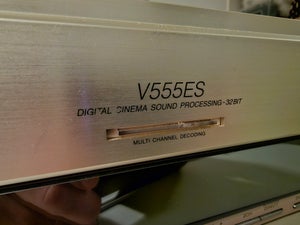 V555ES
DIGITAL CINEMA SOUND PROCESSING-32BIT
MULTI CHANNEL DECODING